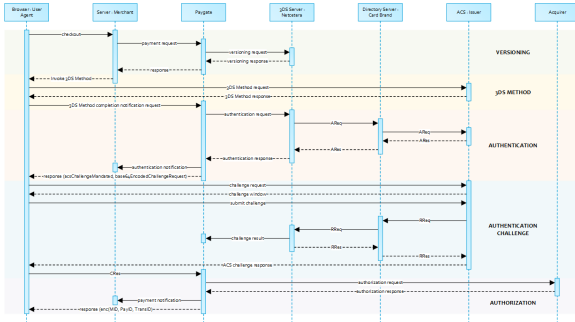 Browser - User Agent
Server - Merchant
Paygate
3DS Server - Netcetera
Directory Server - Card Brand
ACS - Issuer
Acquirer
checkout
payment request
versioning request
versioning response
VERSIONING
response
invoke 3DS Method
3DS Method request
3DS METHOD
3DS Method response
3DS Method completion notification request
authentication request
AReq
AReq
ARes
AUTHENTICATION
ARes
authentication response
authentication notification
response (acsChallengeMandated, base64EncodedChallengeRequest)
challenge request
challenge window
submit challenge
RReq
AUTHENTICATION CHALLENGE
RReq
challenge result
RRes
RRes
ACS challenge response
CRes
authorization request
authorization response
payment notification
AUTHORIZATION
response (enc(MID, PayID, TransID)